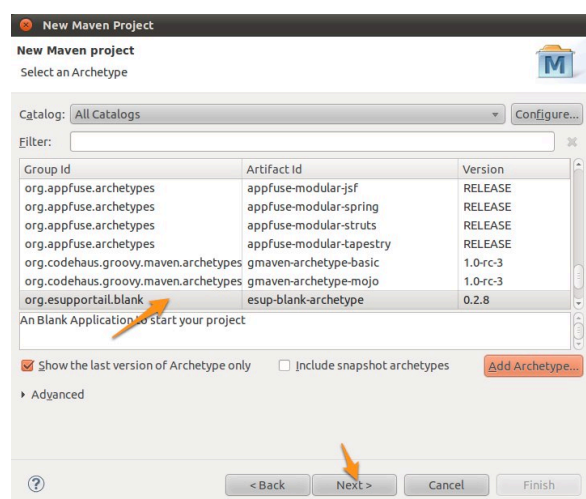 New Maven Project
New Maven project
Select an Archetype
M
Catalog: All Catalogs Configure...
Filter:
Group Id Artifact Id Version
org.appfuse.archetypes appfuse-modular-jsf RELEASE
org.appfuse.archetypes appfuse-modular-spring RELEASE
org.appfuse.archetypes appfuse-modular-struts RELEASE
org.appfuse.archetypes appfuse-modular-tapestry RELEASE
org.codehaus.groovy.maven.archetypes gmaven-archetype-basic 1.0-rc-3
org.codehaus.groovy.maven.archetypes gmaven-archetype-mojo 1.0-rc-3
org.esupportail.blank esup-blank-archetype 0.2.8
An Blank Application to start your project
Show the last version of Archetype only Include snapshot archetypes Add Archetype...
Advanced
? < Back Next > Cancel Finish